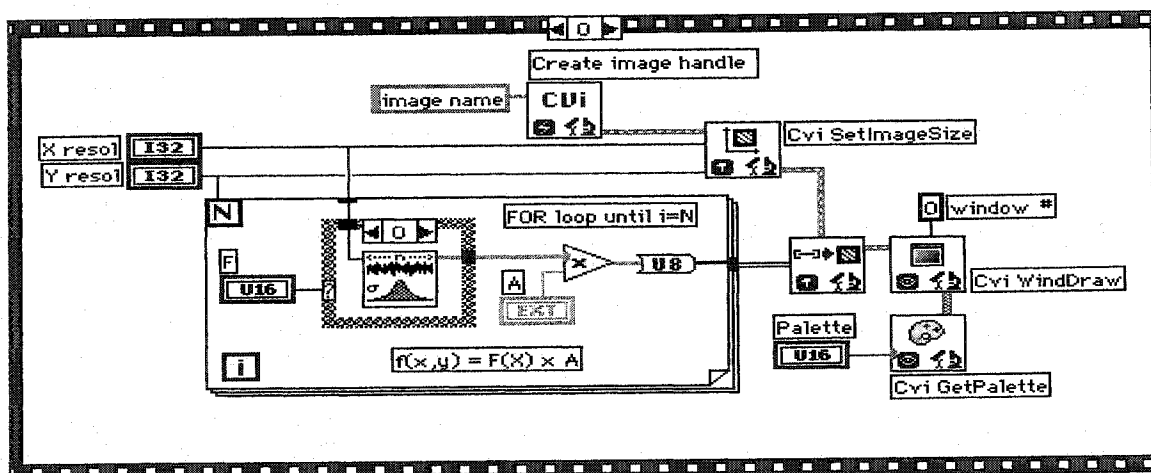 0
Create image handle
image name
CVi
X resol I32
Y resol I32
Cvi SetImageSize
N
FOR loop until i=N
0 window #
0
F
U16
?
n
σ
x
U8
A
EXT
Cvi WindDraw
Palette
U16
i
f(x,y) = F(X) x A
Cvi GetPalette